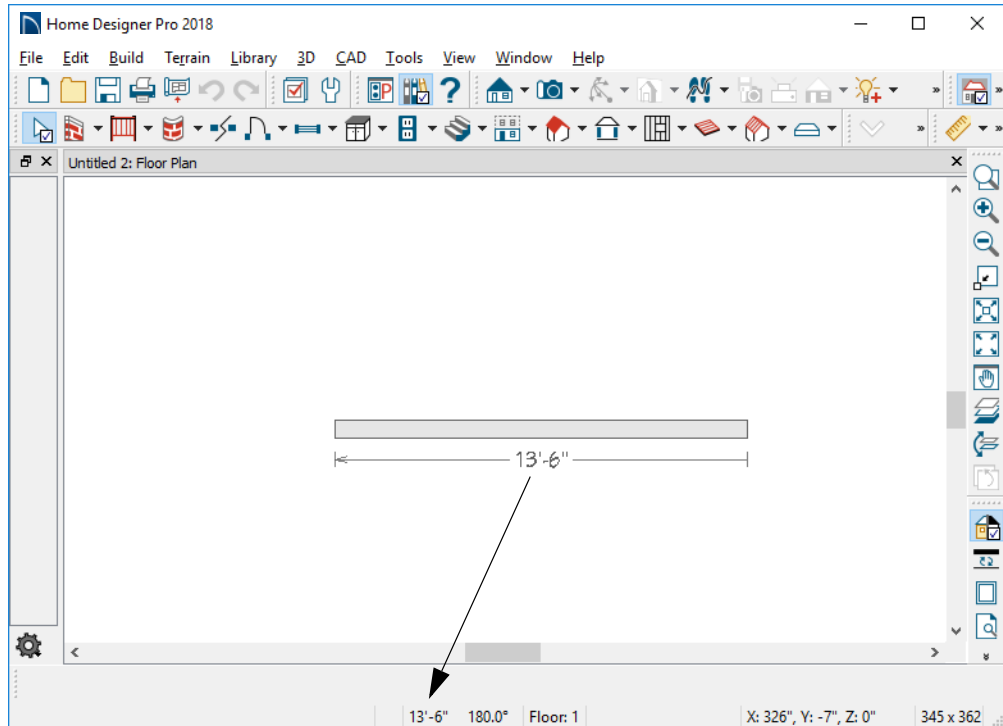 Home Designer Pro 2018
File Edit Build Terrain Library 3D CAD Tools View Window Help
Untitled 2: Floor Plan
13'-6"
13'-6" 180.0° Floor: 1 X: 326", Y: -7", Z: 0" 345 x 362